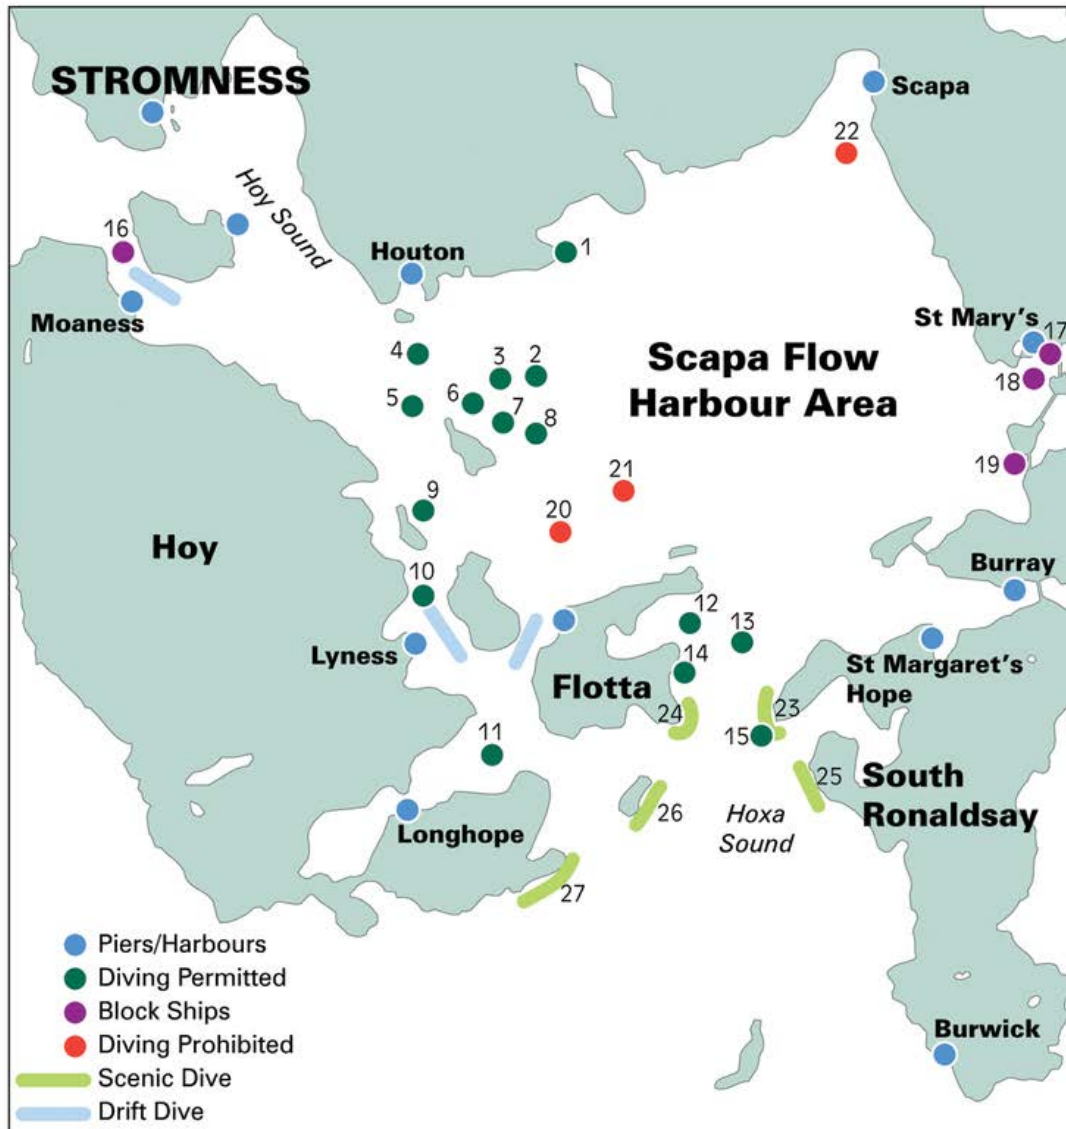 STROMNESS
Scapa
22
Hoy Sound
16
Houton
1
Moaness
St Mary's
17
4
3
2
Scapa Flow
Harbour Area
18
5
6
7
8
19
21
9
20
Hoy
Burray
10
12
13
Lyness
14
St Margaret's
Hope
Flotta
24
23
15
11
25
South
Ronaldsay
26
Hoxa
Sound
Longhope
27
Piers/Harbours
Diving Permitted
Block Ships
Diving Prohibited
Burwick
Scenic Dive
Drift Dive